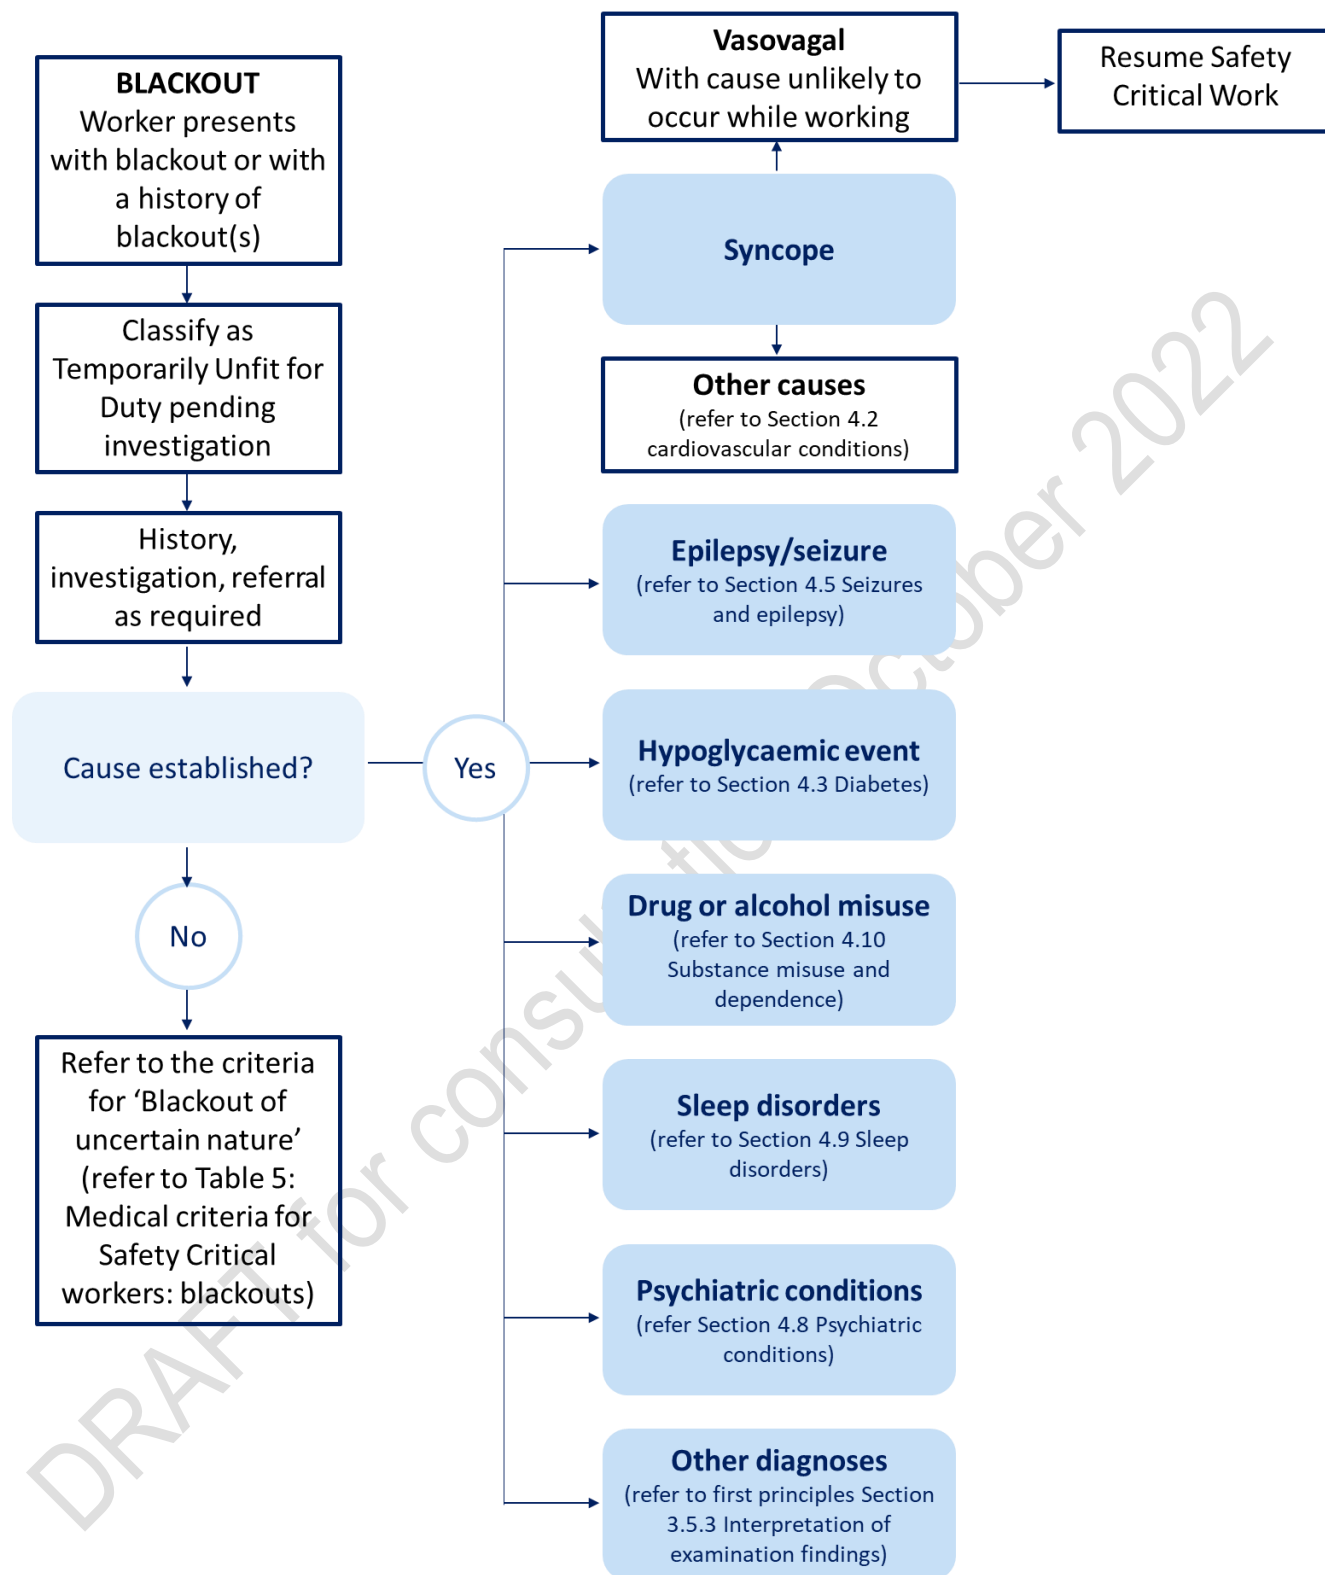 BLACKOUT
Worker presents
with blackout or with
a history of
blackout(s)
Classify as
Temporarily Unfit for
Duty pending
investigation
History,
investigation, referral
as required
Cause established?
Yes
No
Refer to the criteria
for ‘Blackout of
uncertain nature’
(refer to Table 5:
Medical criteria for
Safety Critical
workers: blackouts)
Vasovagal
With cause unlikely to
occur while working
Resume Safety
Critical Work
Syncope
Other causes
(refer to Section 4.2
cardiovascular conditions)
Epilepsy/seizure
(refer to Section 4.5 Seizures
and epilepsy)
Hypoglycaemic event
(refer to Section 4.3 Diabetes)
Drug or alcohol misuse
(refer to Section 4.10
Substance misuse and
dependence)
Sleep disorders
(refer to Section 4.9 Sleep
disorders)
Psychiatric conditions
(refer Section 4.8 Psychiatric
conditions)
Other diagnoses
(refer to first principles Section
3.5.3 Interpretation of
examination findings)
DRAFT for consultation October 2022